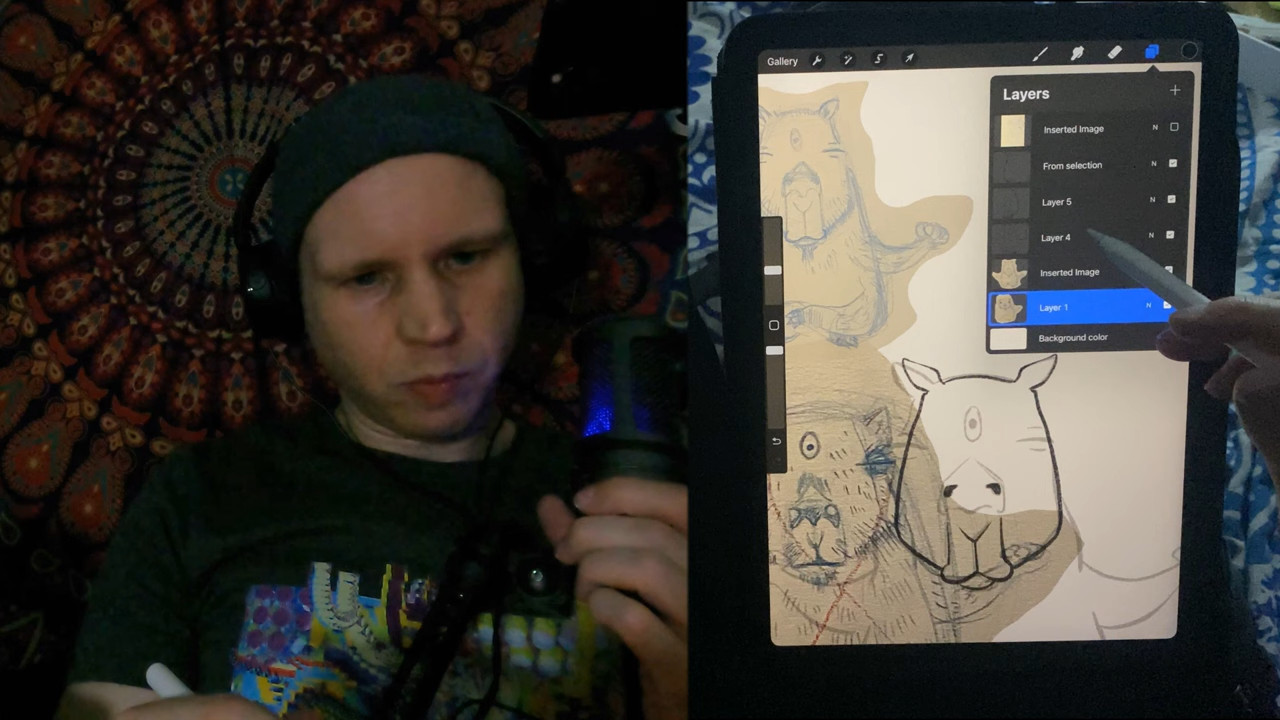 Gallery
Layers
Inserted Image N
From selection N
Layer 5 N
Layer 4 N
Inserted Image
Layer 1 N
Background color